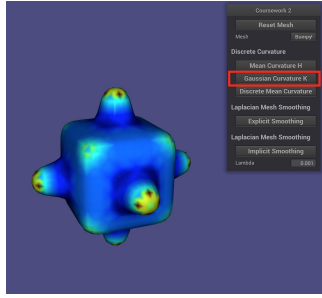 Coursework 2
Reset Mesh
Mesh Bumpy!
Discrete Curvature
Mean Curvature H
Gaussian Curvature K
Discrete Mean Curvature
Laplacian Mesh Smoothing
Explicit Smoothing
Laplacian Mesh Smoothing
Implicit Smoothing
Lambda 0.001